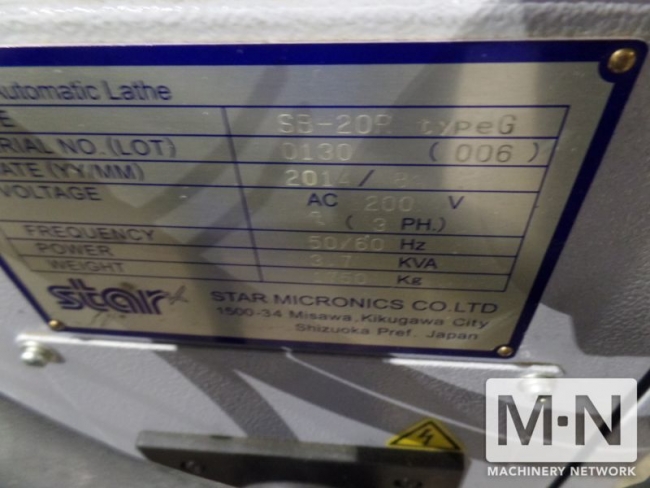 Automatic Lathe
SB-20R typeG
RIAL NO.(LOT) 0130 (006)
ATE (YY/MM) 2014/
VOLTAGE AC 200 V
(3 PH.)
FREQUENCY 50/60 Hz
POWER 3.7 KVA
WEIGHT Kg
star STAR MICRONICS CO.LTD
1500-34 Misawa,Kikugawa City
Shizuoka Pref. Japan
M·N
MACHINERY NETWORK